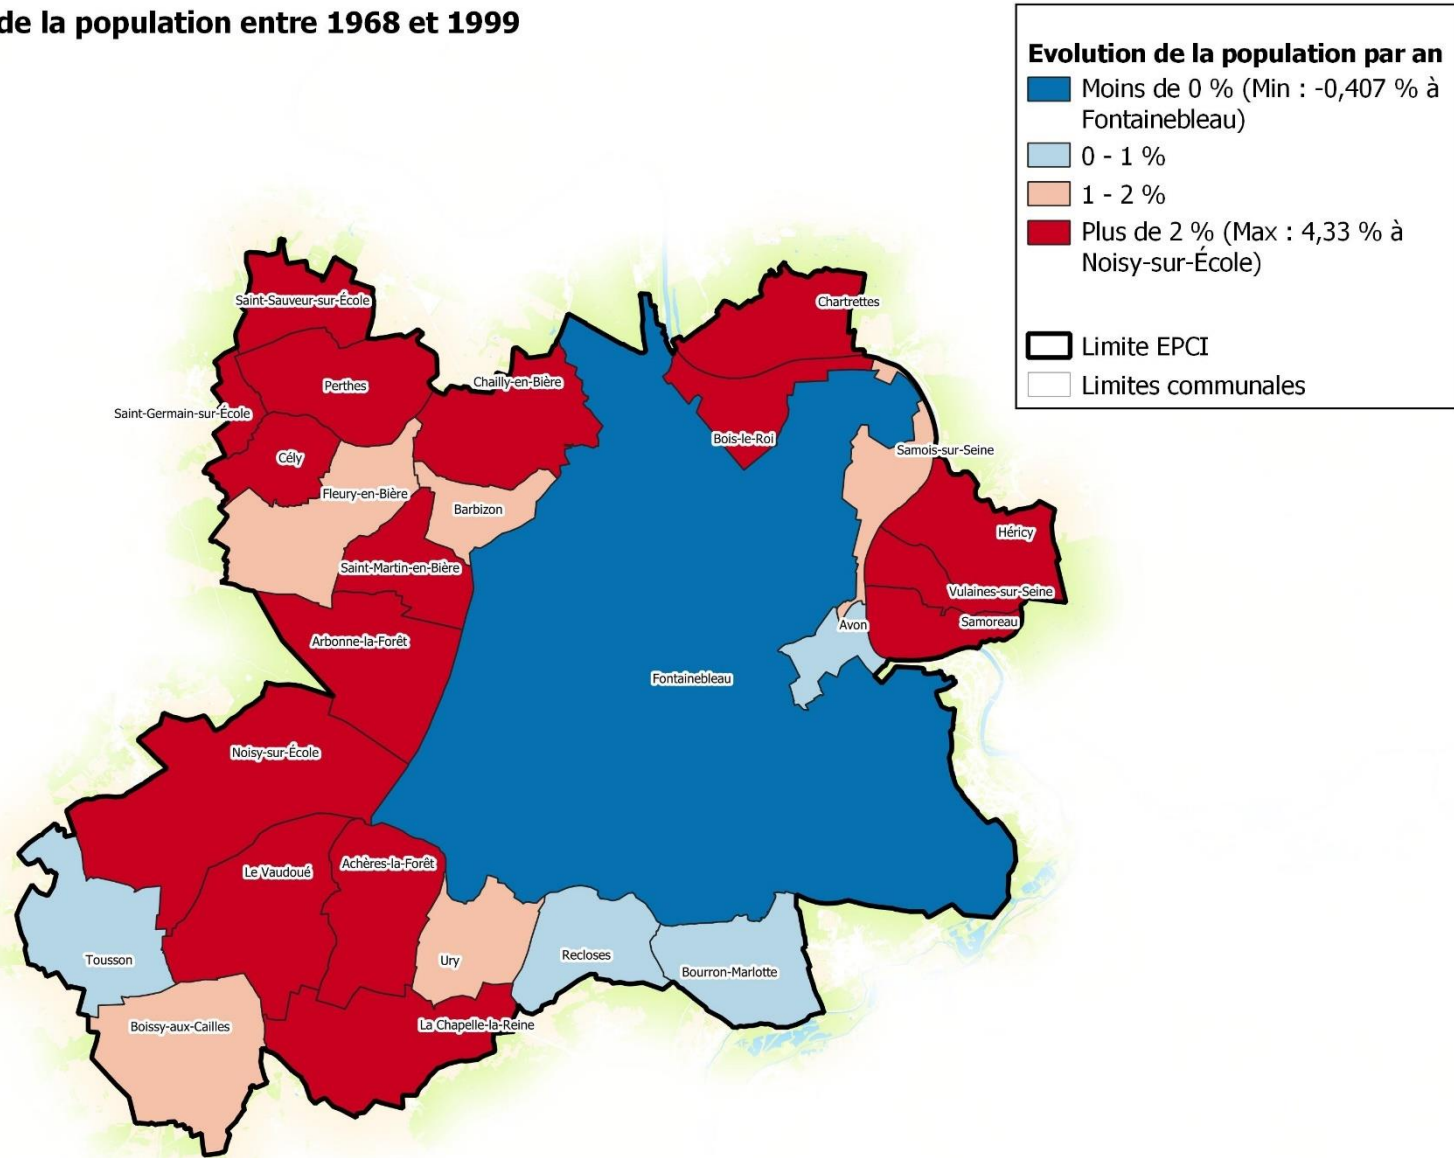 de la population entre 1968 et 1999
Evolution de la population par an
Moins de 0 % (Min : -0,407 % à
Fontainebleau)
0 - 1 %
1 - 2 %
Plus de 2 % (Max : 4,33 % à
Noisy-sur-École)
Limite EPCI
Limites communales
Saint-Sauveur-sur-École
Chartrettes
Perthes
Chailly-en-Bière
Saint-Germain-sur-École
Bois-le-Roi
Samois-sur-Seine
Cély
Fleury-en-Bière
Barbizon
Héricy
Saint-Martin-en-Bière
Vulaines-sur-Seine
Samoreau
Avon
Arbonne-la-Forêt
Fontainebleau
Noisy-sur-École
Achères-la-Forêt
Le Vaudoué
Recloses
Tousson
Ury
Bourron-Marlotte
La Chapelle-la-Reine
Boissy-aux-Cailles